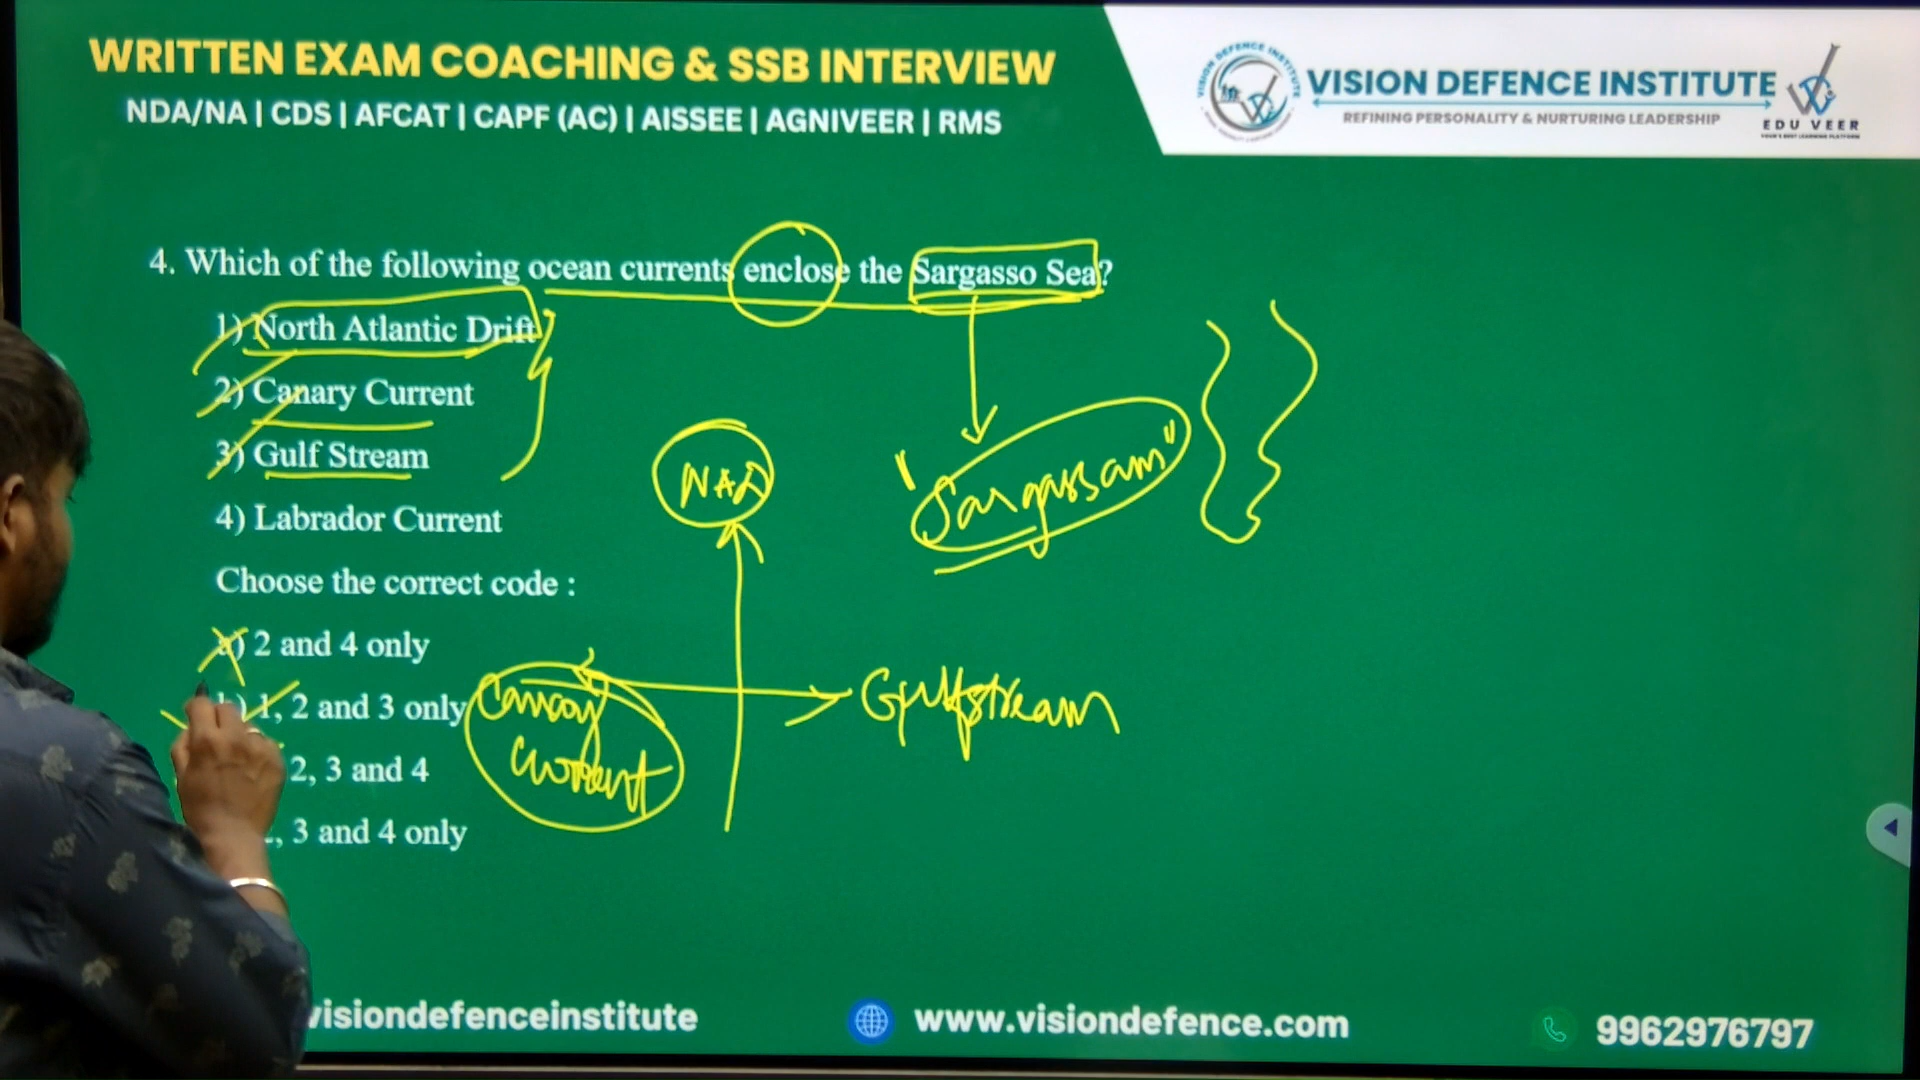 WRITTEN EXAM COACHING & SSB INTERVIEW
NDA/NA | CDS | AFCAT | CAPF (AC) | AISSEE | AGNIVEER | RMS
VISION DEFENCE INSTITUTE
REFINING PERSONALITY & NURTURING LEADERSHIP
EDU VEER
4. Which of the following ocean currents enclose the Sargasso Sea?
1) North Atlantic Drift
2) Canary Current
3) Gulf Stream
4) Labrador Current
Choose the correct code :
a) 2 and 4 only
b) 1, 2 and 3 only
2, 3 and 4
, 3 and 4 only
NAD
"Sargassam"
Canary
Current
Gulfstream
visiondefenceinstitute
www.visiondefence.com
9962976797